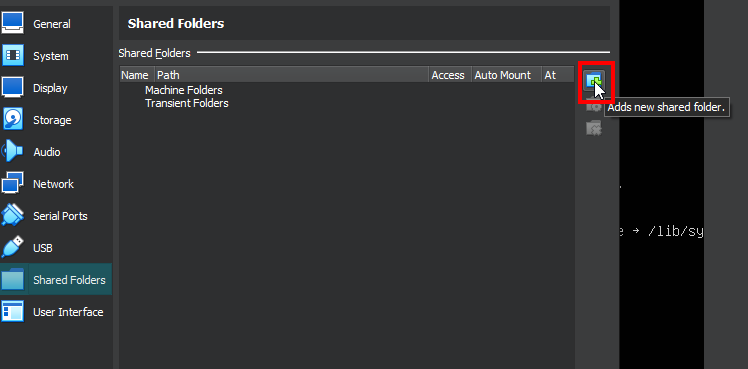 General
System
Display
Storage
Audio
Network
Serial Ports
USB
Shared Folders
User Interface
Shared Folders
Shared Folders
Name Path Access Auto Mount At
Machine Folders
Transient Folders
Adds new shared folder.
e → /lib/sy